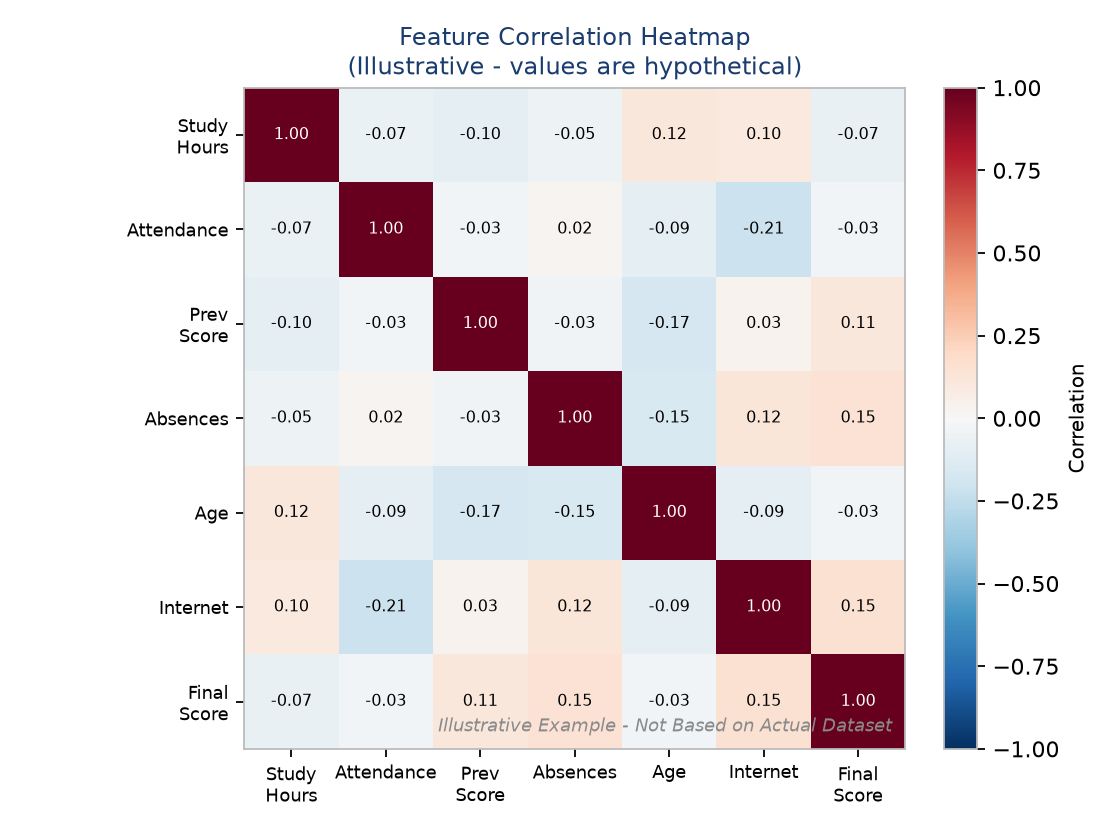 Feature Correlation Heatmap
(Illustrative - values are hypothetical)
Study
Hours
1.00 -0.07 -0.10 -0.05 0.12 0.10 -0.07
Attendance -0.07 1.00 -0.03 0.02 -0.09 -0.21 -0.03
Prev
Score
-0.10 -0.03 1.00 -0.03 -0.17 0.03 0.11
Absences -0.05 0.02 -0.03 1.00 -0.15 0.12 0.15
Age 0.12 -0.09 -0.17 -0.15 1.00 -0.09 -0.03
Internet 0.10 -0.21 0.03 0.12 -0.09 1.00 0.15
Final
Score
-0.07 -0.03 0.11 0.15 -0.03 0.15 1.00
Illustrative Example - Not Based on Actual Dataset
Study
Hours
Attendance
Prev
Score
Absences
Age
Internet
Final
Score
1.00
0.75
0.50
0.25
0.00
−0.25
−0.50
−0.75
−1.00
Correlation